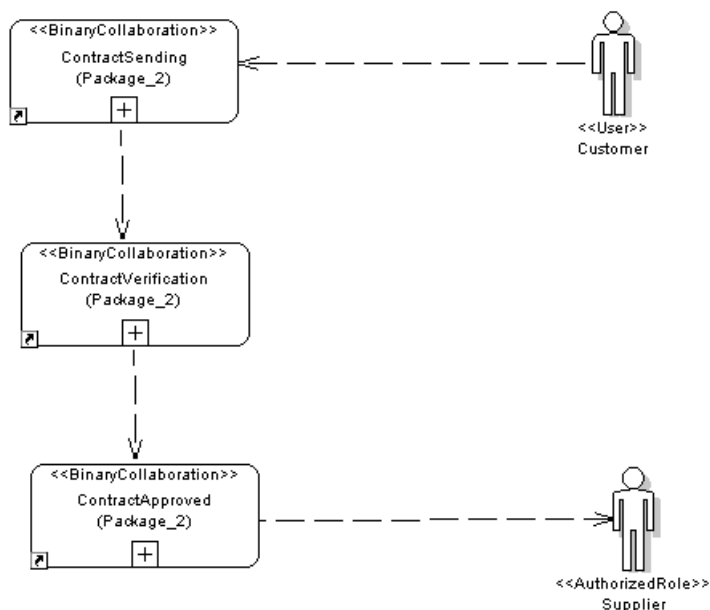 <<BinaryCollaboration>>
ContractSending
(Package_2)
<<User>>
Customer
<<BinaryCollaboration>>
ContractVerification
(Package_2)
<<BinaryCollaboration>>
ContractApproved
(Package_2)
<<AuthorizedRole>>
Supplier